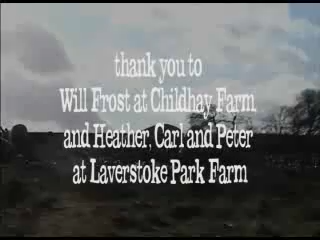 thank you to
Will Frost at Childhay Farm
and Heather, Carl and Peter
at Laverstoke Park Farm